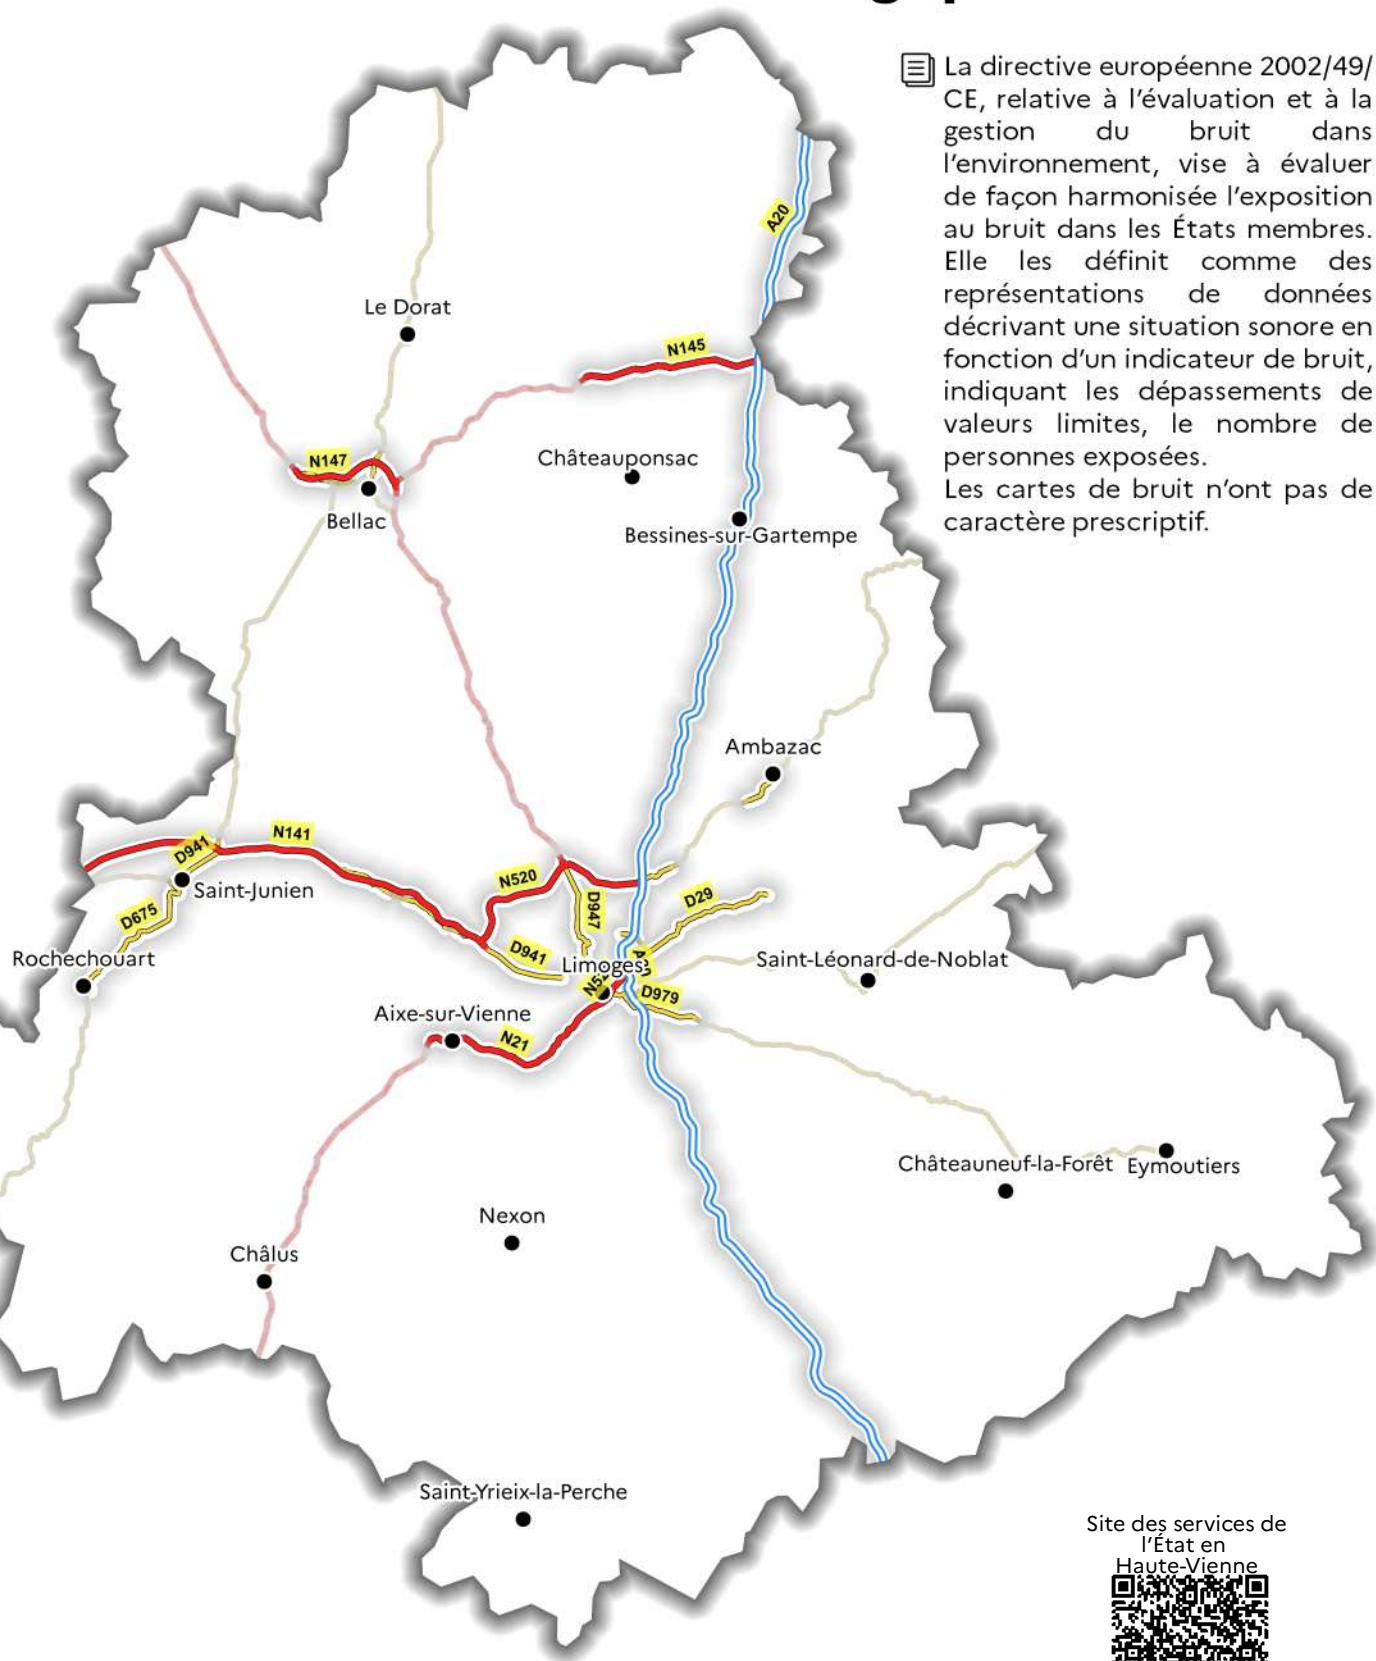 La directive européenne 2002/49/
CE, relative à l’évaluation et à la
gestion du bruit dans
l’environnement, vise à évaluer
de façon harmonisée l’exposition
au bruit dans les États membres.
Elle les définit comme des
représentations de données
décrivant une situation sonore en
fonction d’un indicateur de bruit,
indiquant les dépassements de
valeurs limites, le nombre de
personnes exposées.
Les cartes de bruit n’ont pas de
caractère prescriptif.
A20
Le Dorat
N145
Châteauponsac
N147
Bellac
Bessines-sur-Gartempe
Ambazac
N141
D941
Saint-Junien
N520
D947
D29
D675
Rochechouart
D941
Limoges
Saint-Léonard-de-Noblat
D979
Aixe-sur-Vienne
N21
Châteauneuf-la-Forêt
Eymoutiers
Nexon
Châlus
Saint-Yrieix-la-Perche
Site des services de
l’État en
Haute-Vienne